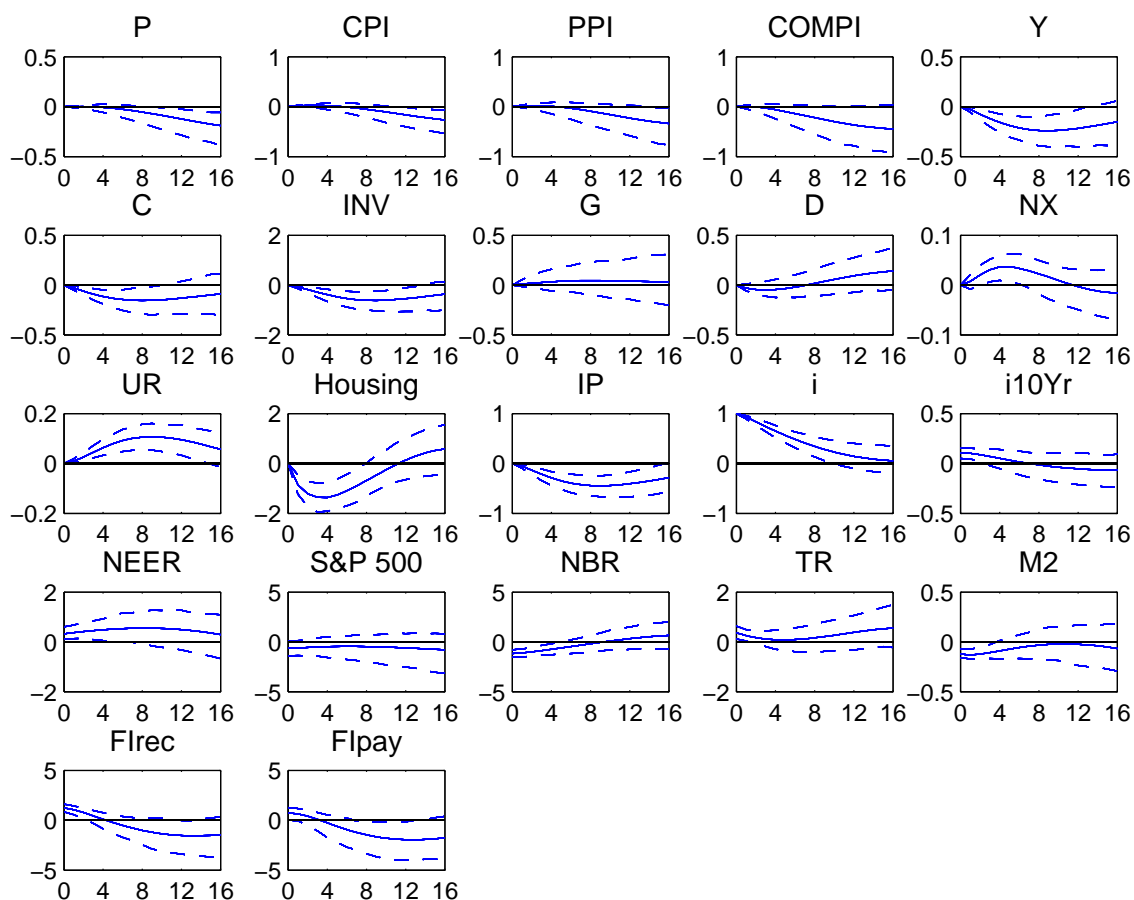 P CPI PPI COMPI Y
0.5 1 1 1 0.5
0 0 0 0 0
−0.5 −1 −1 −1 −0.5
0 4 8 12 16 0 4 8 12 16 0 4 8 12 16 0 4 8 12 16 0 4 8 12 16
C INV G D NX
0.5 2 0.5 0.5 0.1
0 0 0 0 0
−0.5 −2 −0.5 −0.5 −0.1
0 4 8 12 16 0 4 8 12 16 0 4 8 12 16 0 4 8 12 16 0 4 8 12 16
UR Housing IP i i10Yr
0.2 2 1 1 0.5
0 0 0 0 0
−0.2 −2 −1 −1 −0.5
0 4 8 12 16 0 4 8 12 16 0 4 8 12 16 0 4 8 12 16 0 4 8 12 16
NEER S&P 500 NBR TR M2
2 5 5 2 0.5
0 0 0 0 0
−2 −5 −5 −2 −0.5
0 4 8 12 16 0 4 8 12 16 0 4 8 12 16 0 4 8 12 16 0 4 8 12 16
FIrec FIpay
5 5
0 0
−5 −5
0 4 8 12 16 0 4 8 12 16